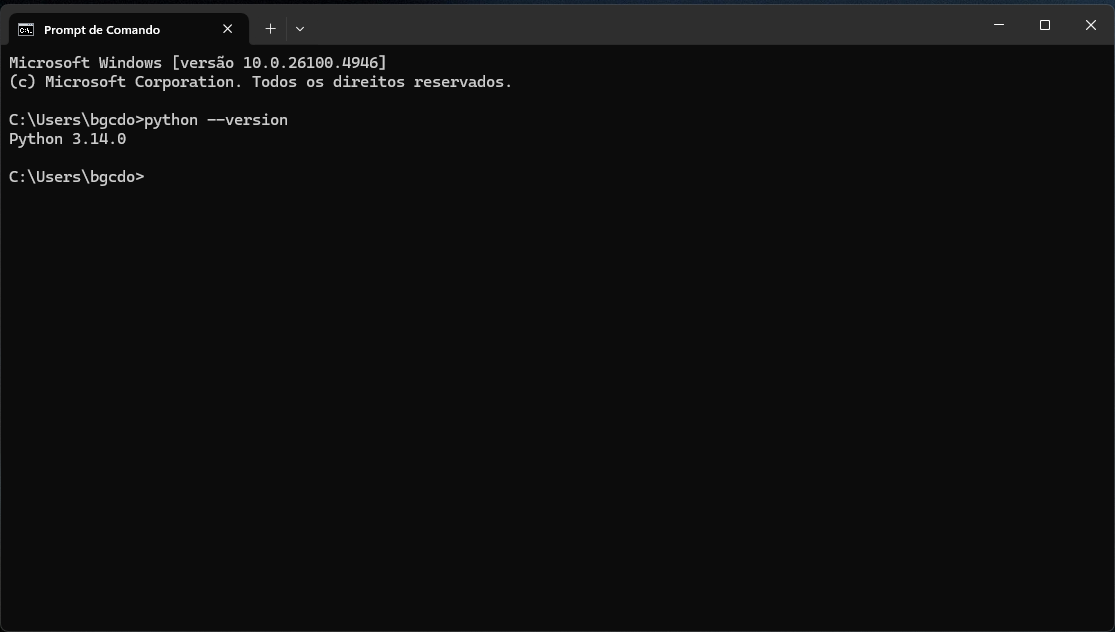 Prompt de Comando
Microsoft Windows [versão 10.0.26100.4946]
(c) Microsoft Corporation. Todos os direitos reservados.
C:\Users\bgcdo>python --version
Python 3.14.0
C:\Users\bgcdo>